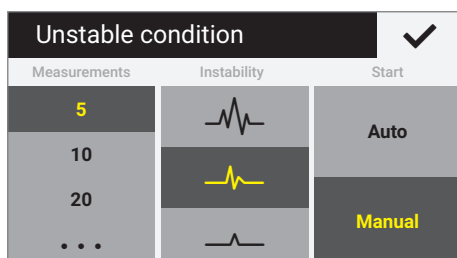 Unstable condition
Measurements Instability Start
5
Auto
10
20
Manual
...